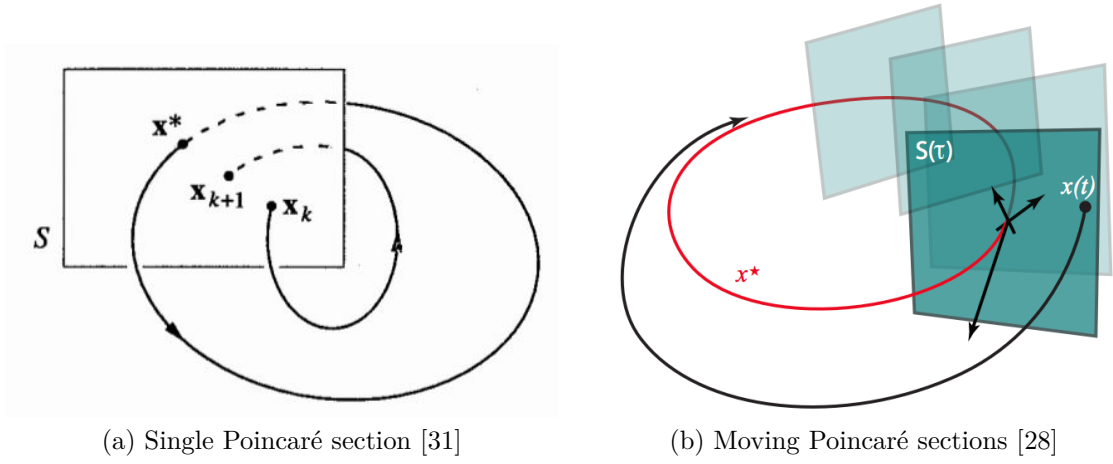 x*
x_{k+1}
x_k
S
S(τ)
x(t)
x⋆
(a) Single Poincaré section [31]
(b) Moving Poincaré sections [28]